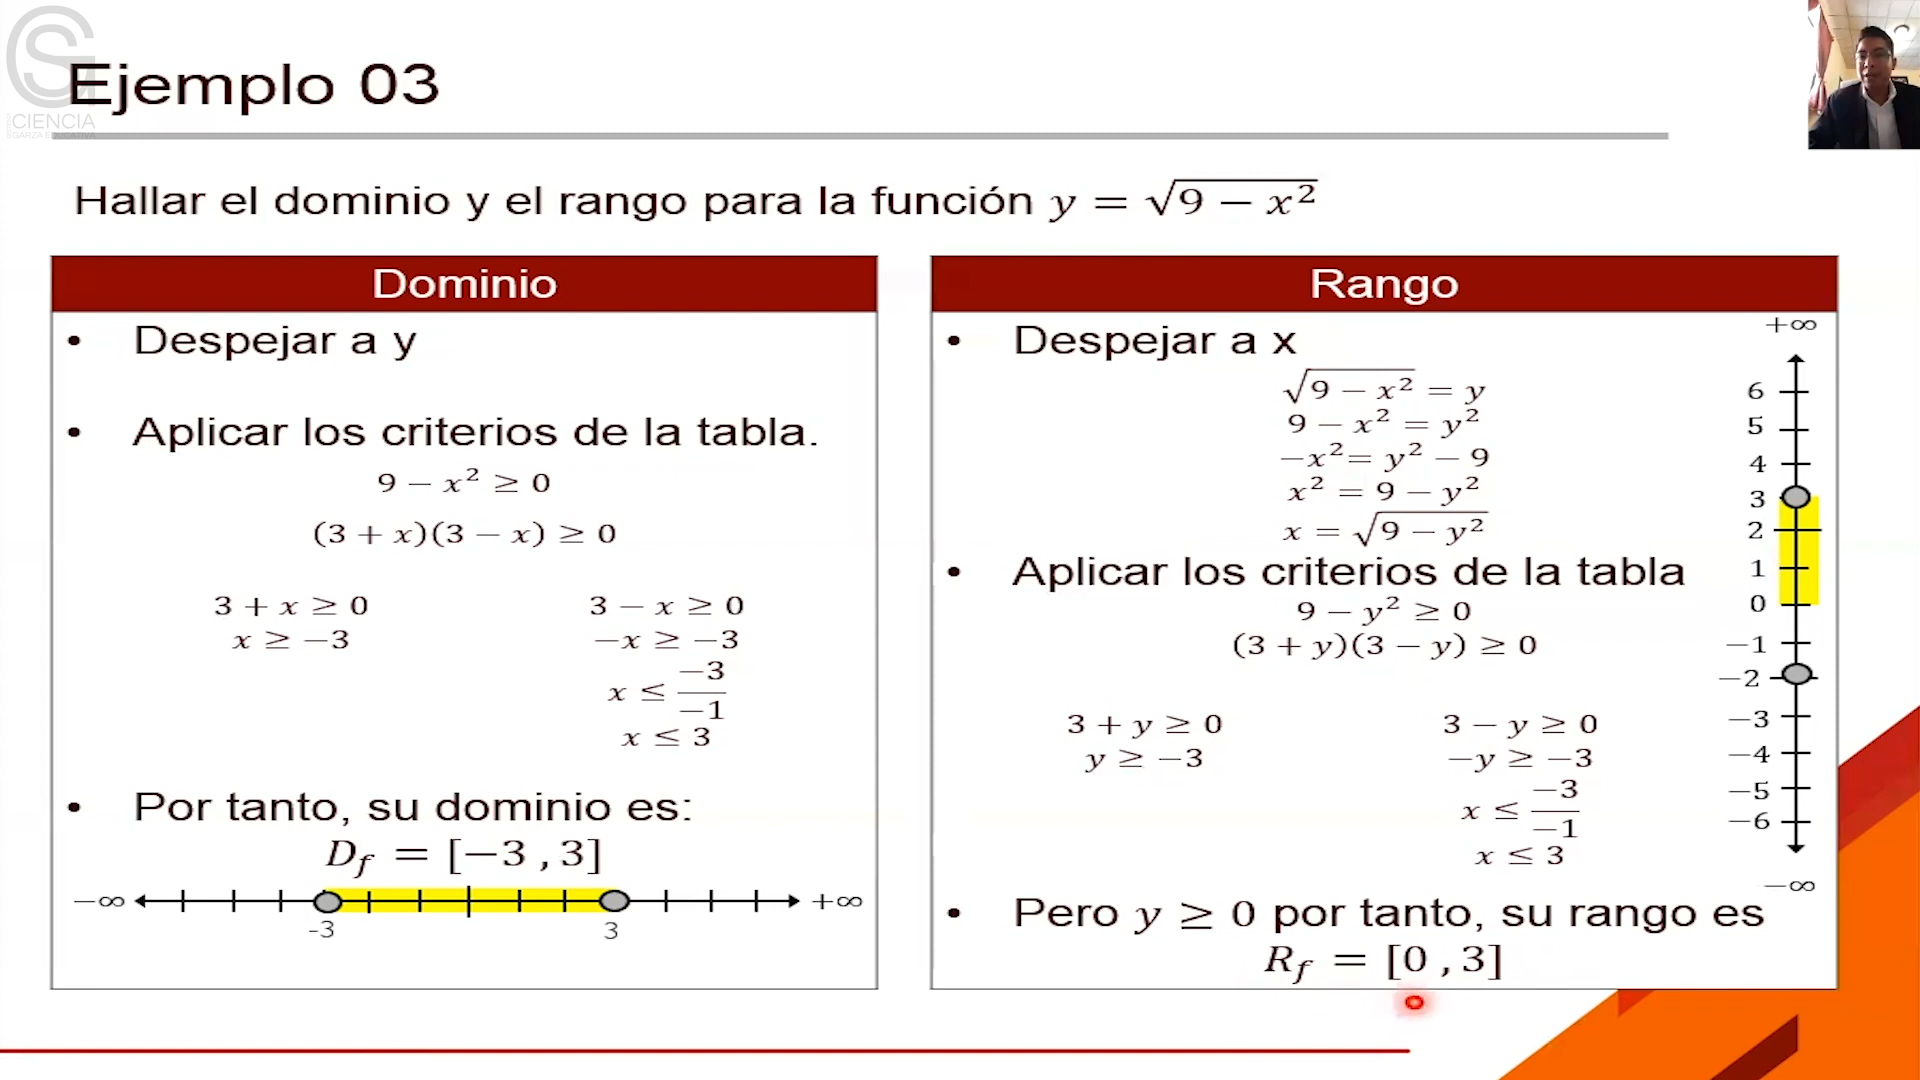 CIENCIA
GARZA EDUCATIVA
Ejemplo 03
Hallar el dominio y el rango para la función y = √(9 − x²)
Dominio
• Despejar a y
• Aplicar los criterios de la tabla.
9 − x² ≥ 0
(3 + x)(3 − x) ≥ 0
3 + x ≥ 0
x ≥ −3
3 − x ≥ 0
−x ≥ −3
x ≤ −3/−1
x ≤ 3
• Por tanto, su dominio es:
D_f = [−3 , 3]
−∞ +∞
-3 3
Rango
• Despejar a x
√(9 − x²) = y
9 − x² = y²
−x² = y² − 9
x² = 9 − y²
x = √(9 − y²)
• Aplicar los criterios de la tabla
9 − y² ≥ 0
(3 + y)(3 − y) ≥ 0
3 + y ≥ 0
y ≥ −3
3 − y ≥ 0
−y ≥ −3
x ≤ −3/−1
x ≤ 3
• Pero y ≥ 0 por tanto, su rango es
R_f = [0 , 3]
+∞
6
5
4
3
2
1
0
−1
−2
−3
−4
−5
−6
−∞